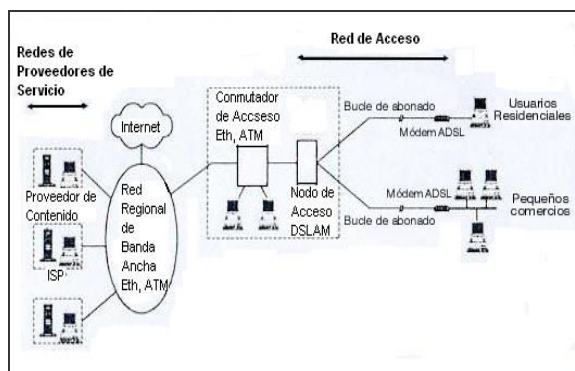 Redes de
Proveedores de
Servicio
Red de Acceso
Conmutador
de Accseso
Eth, ATM
Internet
Bucle de abonado
Módem ADSL
Usuarios
Residenciales
Proveedor de
Contenido
Red
Regional
de
Banda
Ancha
Eth, ATM
Nodo de
Acceso
DSLAM
Módem ADSL
Bucle de abonado
Pequeños
comercios
ISP